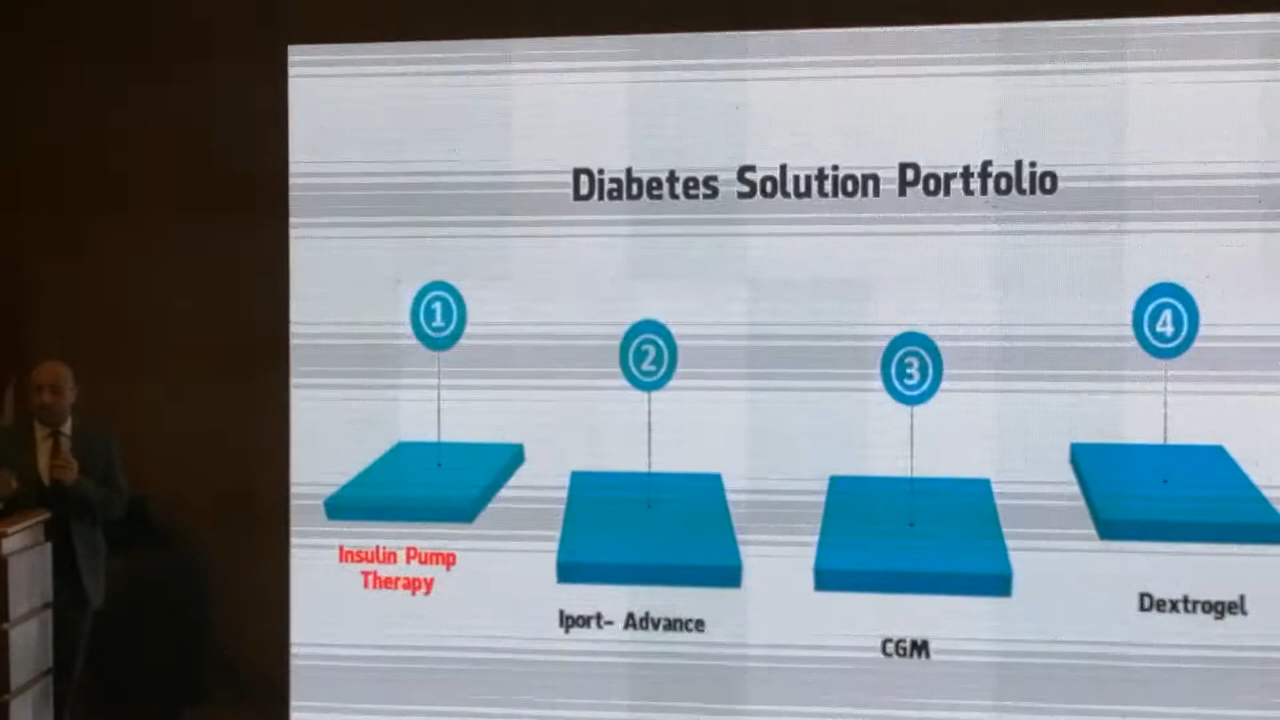 Diabetes Solution Portfolio
1
2
3
4
Insulin Pump
Therapy
Iport- Advance
CGM
Dextrogel